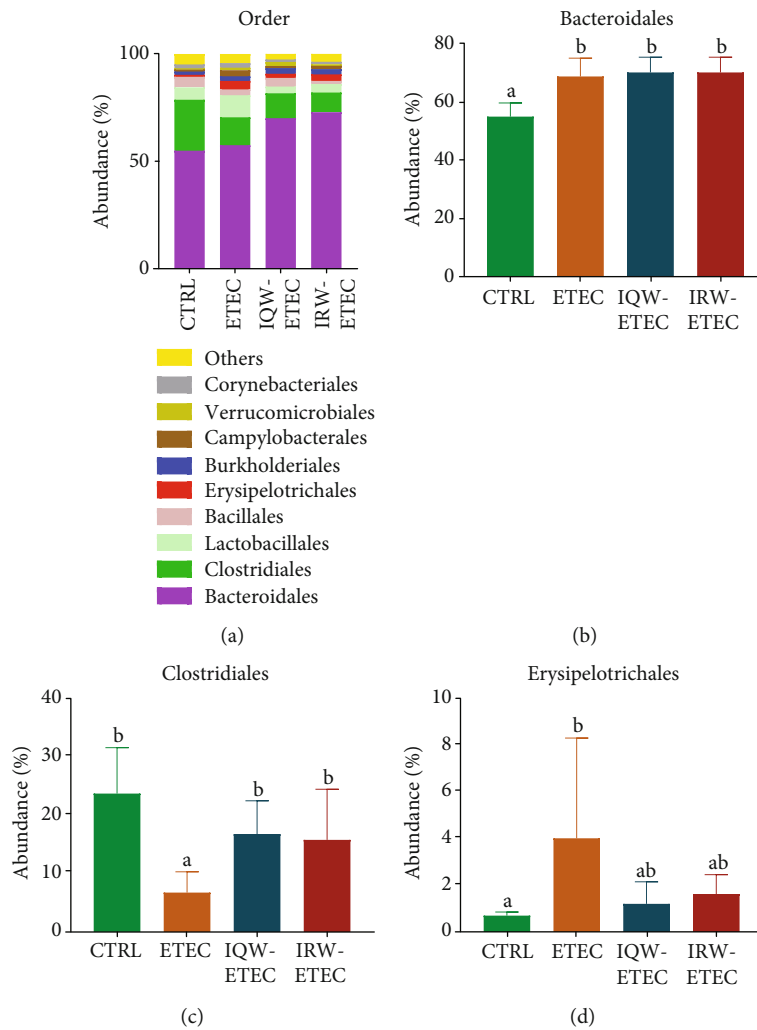 Order
Abundance (%)
100
50
0
CTRL
ETEC
IQW-
ETEC
IRW-
ETEC
Others
Corynebacteriales
Verrucomicrobiales
Campylobacterales
Burkholderiales
Erysipelotrichales
Bacillales
Lactobacillales
Clostridiales
Bacteroidales
(a)
Bacteroidales
Abundance (%)
80
60
40
20
0
a
b
b
b
CTRL
ETEC
IQW-
ETEC
IRW-
ETEC
(b)
Clostridiales
Abundance (%)
40
30
20
10
0
b
a
b
b
CTRL
ETEC
IQW-
ETEC
IRW-
ETEC
(c)
Erysipelotrichales
Abundance (%)
10
8
6
4
2
0
a
b
ab
ab
CTRL
ETEC
IQW-
ETEC
IRW-
ETEC
(d)